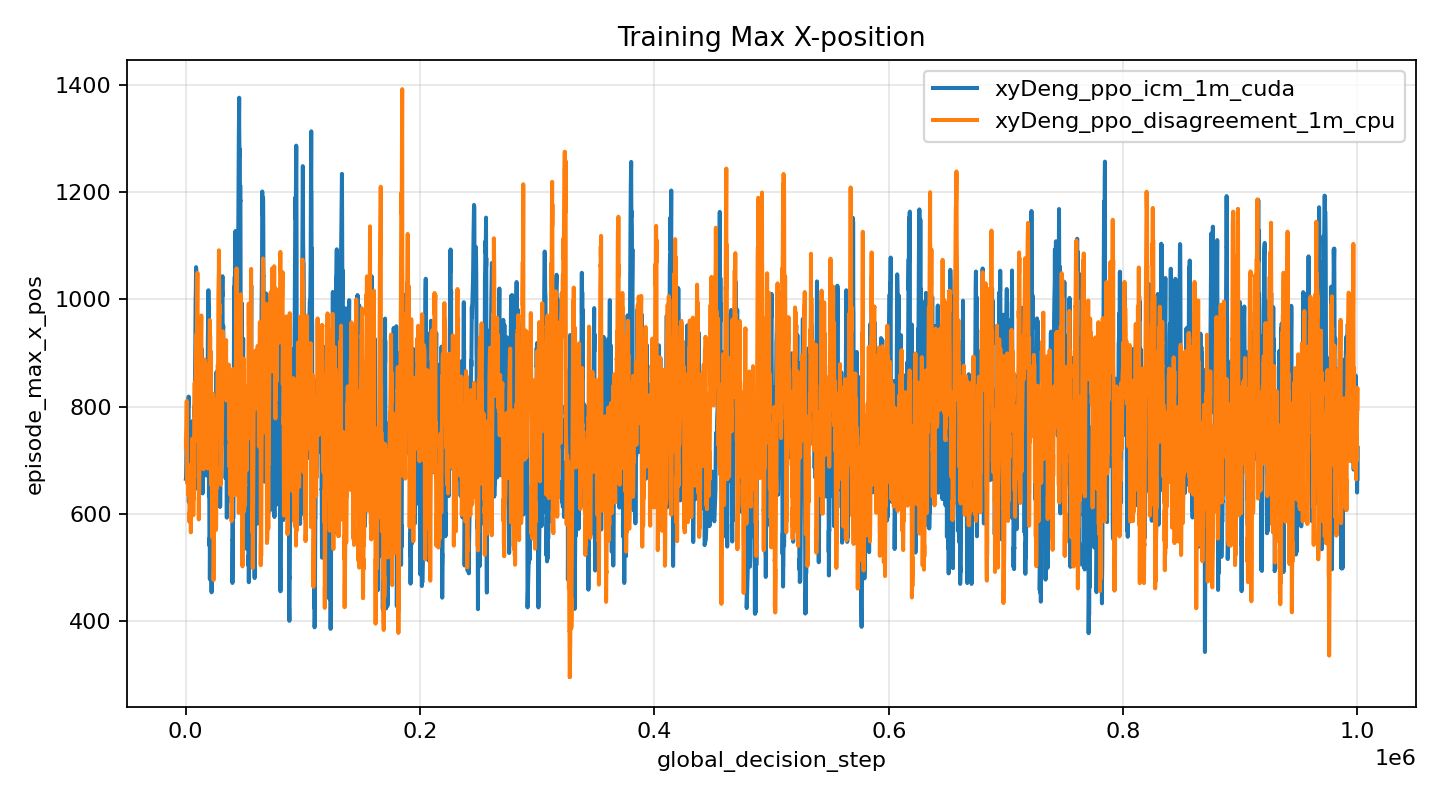 Training Max X-position
xyDeng_ppo_icm_1m_cuda
xyDeng_ppo_disagreement_1m_cpu
episode_max_x_pos
1400
1200
1000
800
600
400
0.0 0.2 0.4 0.6 0.8 1.0
1e6
global_decision_step